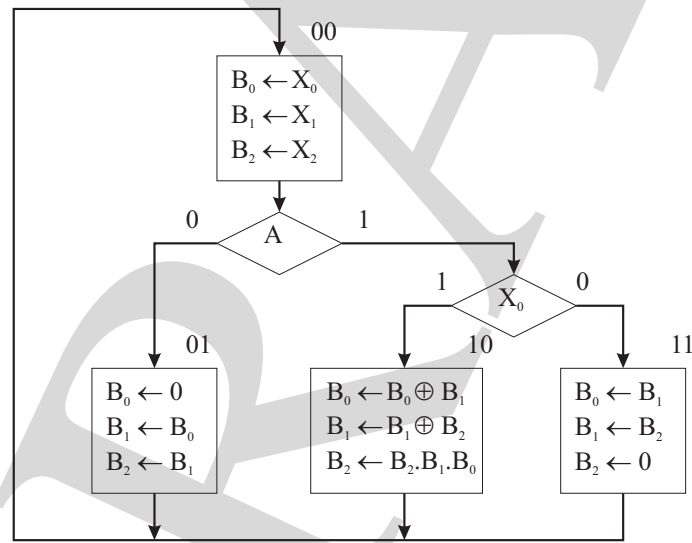 00
B₀ ← X₀
B₁ ← X₁
B₂ ← X₂
0
A
1
1
X₀
0
01
B₀ ← 0
B₁ ← B₀
B₂ ← B₁
10
B₀ ← B₀ ⊕ B₁
B₁ ← B₁ ⊕ B₂
B₂ ← B₂.B₁.B₀
11
B₀ ← B₁
B₁ ← B₂
B₂ ← 0